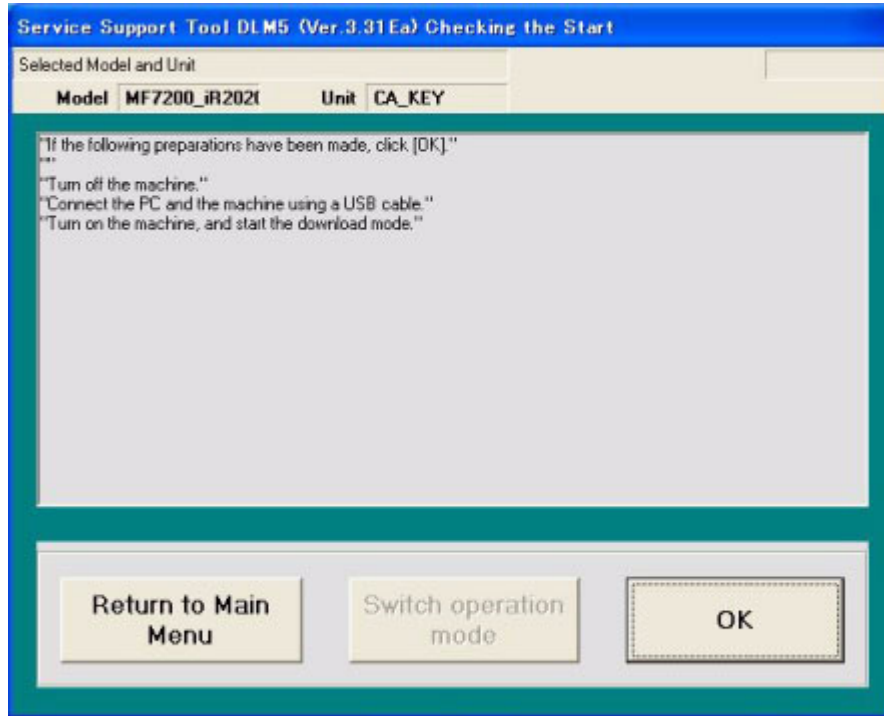 Service Support Tool DLM5 (Ver.3.31Ea) Checking the Start
Selected Model and Unit
Model MF7200_iR202( Unit CA_KEY
"If the following preparations have been made, click [OK]."
""
"Turn off the machine."
"Connect the PC and the machine using a USB cable."
"Turn on the machine, and start the download mode."
Return to Main
Menu
Switch operation
mode
OK